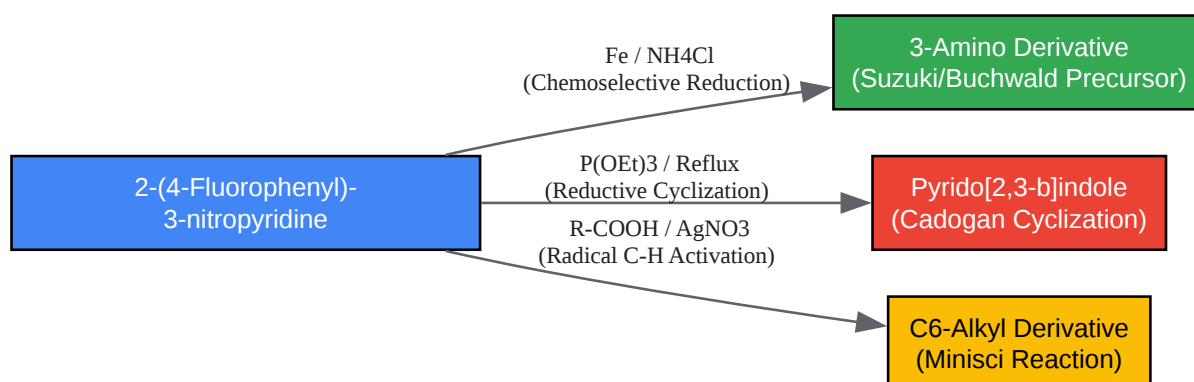 2-(4-Fluorophenyl)-
3-nitropyridine
Fe / NH4Cl
(Chemoselective Reduction)
3-Amino Derivative
(Suzuki/Buchwald Precursor)
P(OEt)3 / Reflux
(Reductive Cyclization)
Pyrido[2,3-b]indole
(Cadogan Cyclization)
R-COOH / AgNO3
(Radical C-H Activation)
C6-Alkyl Derivative
(Minisci Reaction)